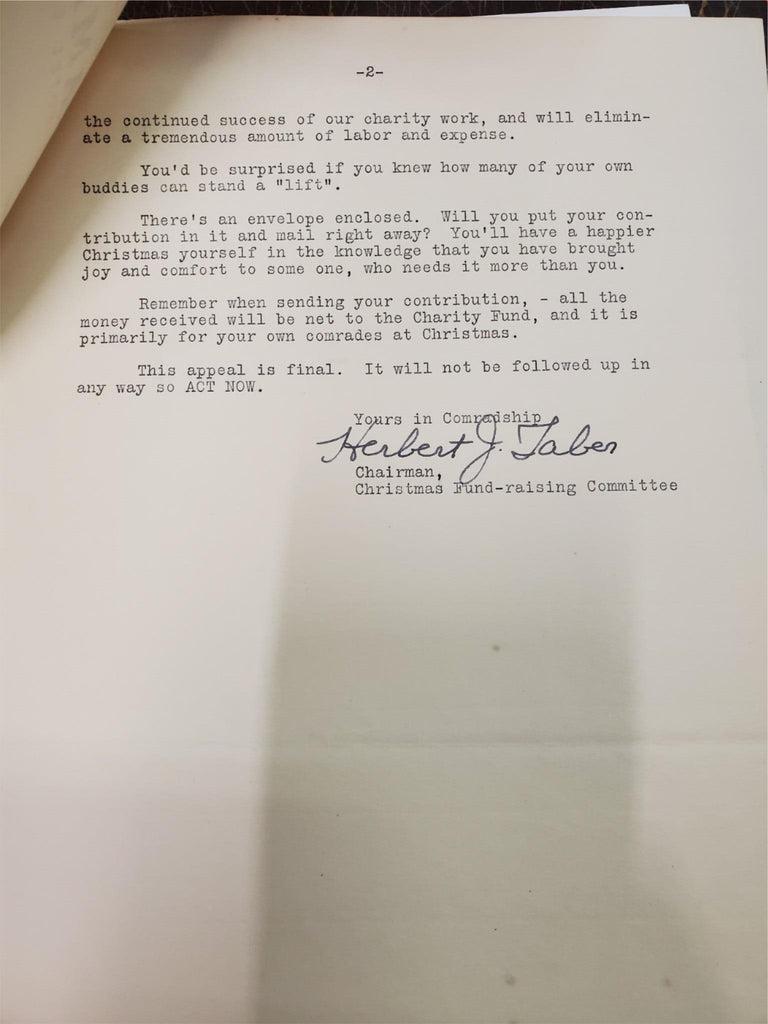 -2-
the continued success of our charity work, and will elimin-
ate a tremendous amount of labor and expense.
You'd be surprised if you knew how many of your own
buddies can stand a "lift".
There's an envelope enclosed. Will you put your con-
tribution in it and mail right away? You'll have a happier
Christmas yourself in the knowledge that you have brought
joy and comfort to some one, who needs it more than you.
Remember when sending your contribution, - all the
money received will be net to the Charity Fund, and it is
primarily for your own comrades at Christmas.
This appeal is final. It will not be followed up in
any way so ACT NOW.
Yours in Comradship
Herbert J. Taber
Chairman,
Christmas Fund-raising Committee